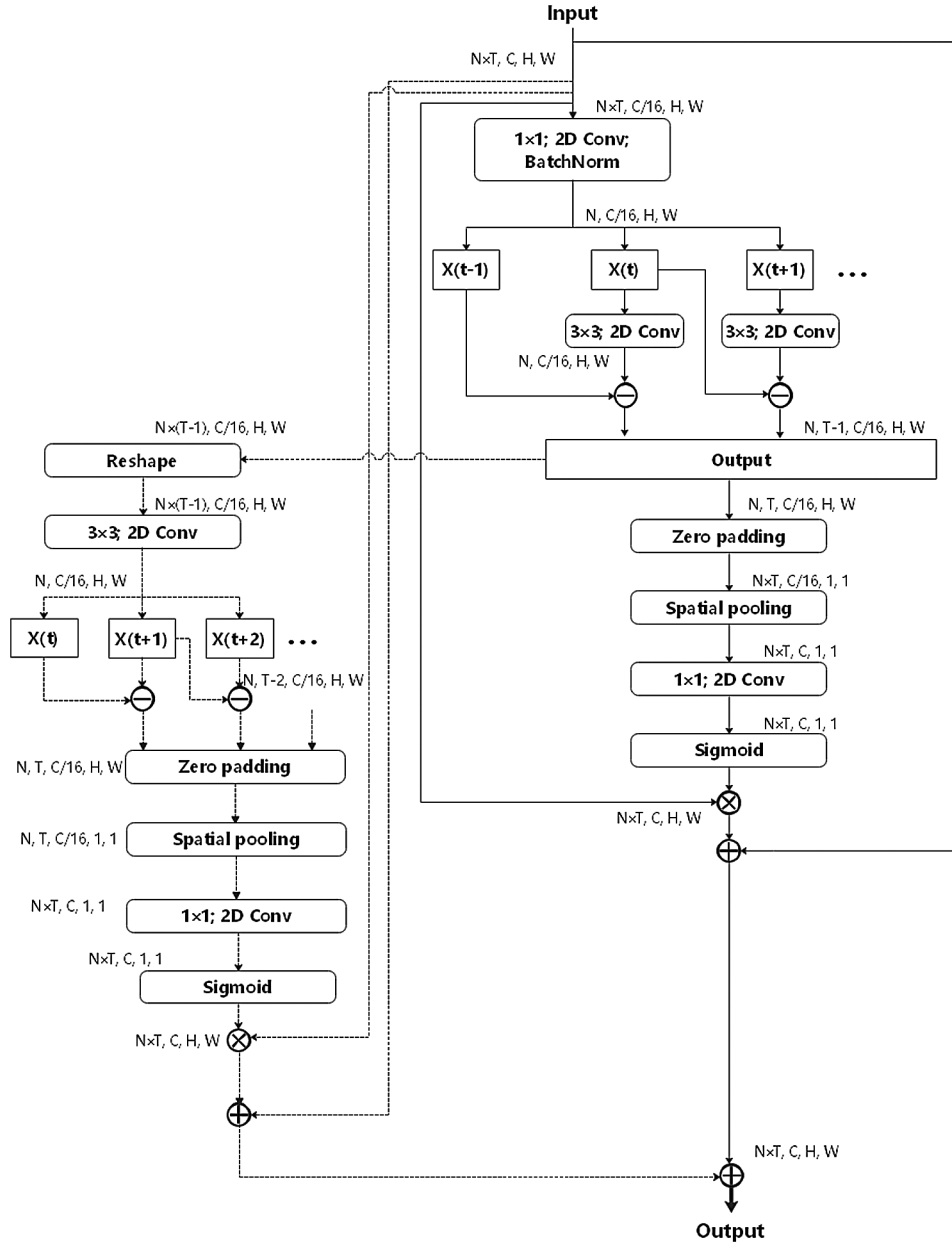 Input
N×T, C, H, W
N×T, C/16, H, W
1×1; 2D Conv;
BatchNorm
N, C/16, H, W
X(t-1)
X(t)
X(t+1)
...
3×3; 2D Conv
3×3; 2D Conv
N, C/16, H, W
N×(T-1), C/16, H, W
N, T-1, C/16, H, W
Reshape
Output
N×(T-1), C/16, H, W
N, T, C/16, H, W
3×3; 2D Conv
Zero padding
N, C/16, H, W
N×T, C/16, 1, 1
Spatial pooling
X(t)
X(t+1)
X(t+2)
...
N×T, C, 1, 1
1×1; 2D Conv
N, T-2, C/16, H, W
N×T, C, 1, 1
Sigmoid
N, T, C/16, H, W
Zero padding
N×T, C, H, W
N, T, C/16, 1, 1
Spatial pooling
N×T, C, 1, 1
1×1; 2D Conv
N×T, C, 1, 1
Sigmoid
N×T, C, H, W
N×T, C, H, W
Output